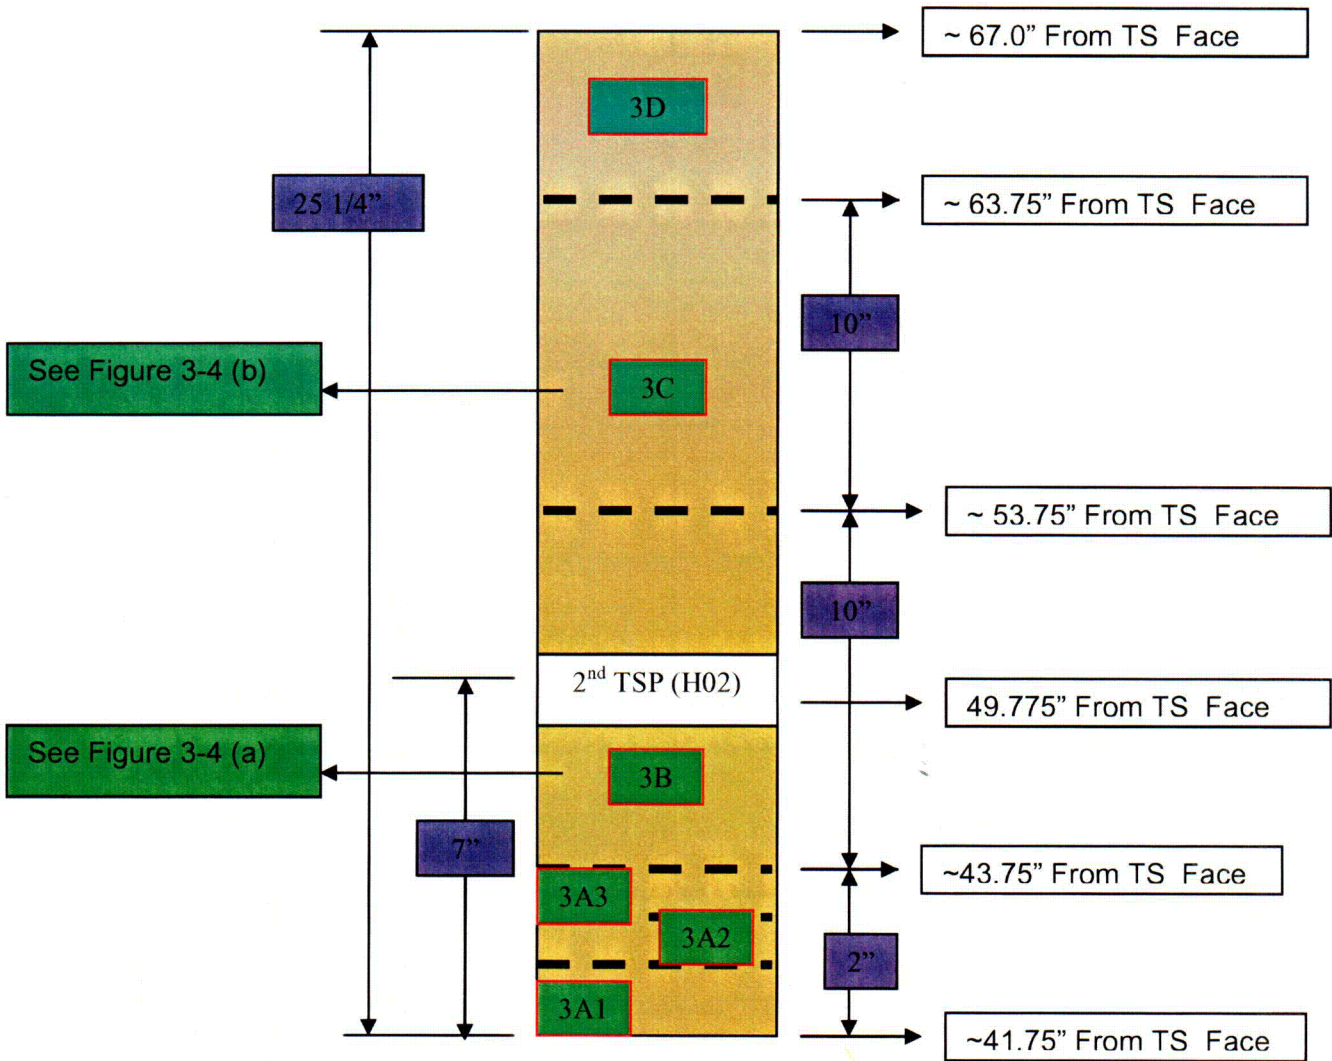 ~ 67.0” From TS Face
3D
25 1/4”
~ 63.75” From TS Face
10”
See Figure 3-4 (b)
3C
~ 53.75” From TS Face
10”
2nd TSP (H02)
49.775” From TS Face
See Figure 3-4 (a)
3B
7”
~43.75” From TS Face
3A3
3A2
2”
3A1
~41.75” From TS Face